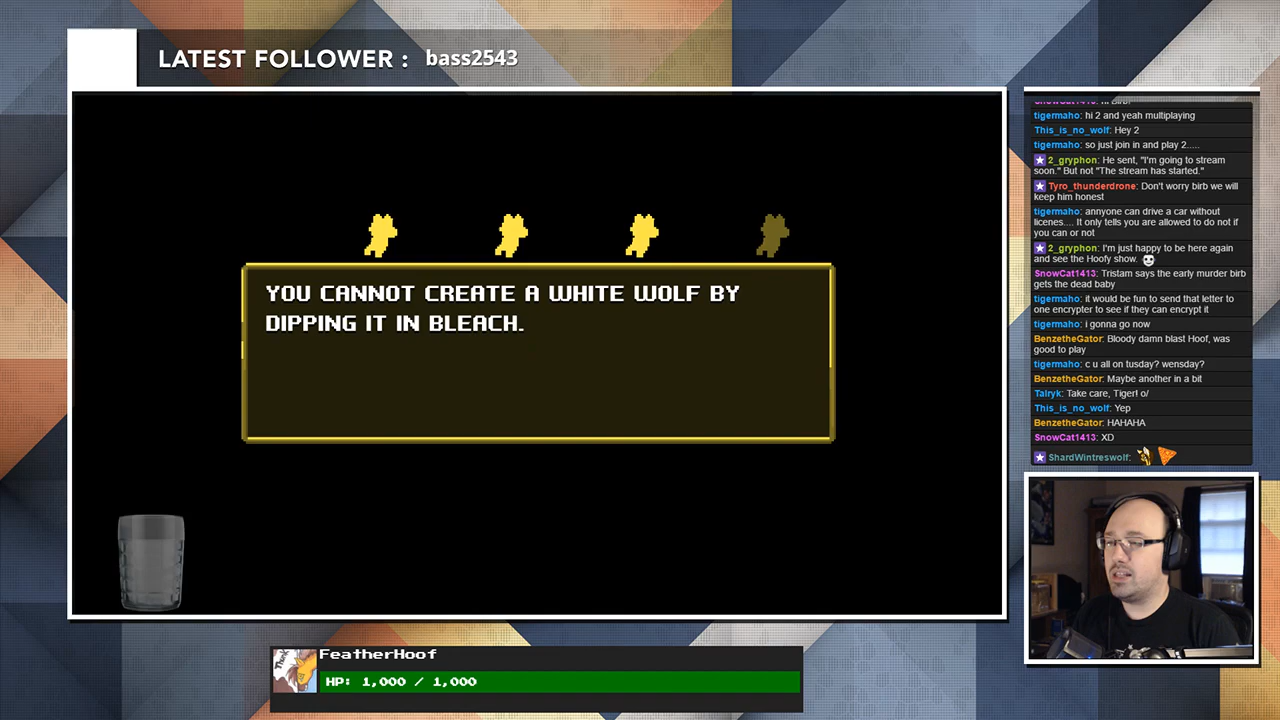 LATEST FOLLOWER : bass2543
YOU CANNOT CREATE A WHITE WOLF BY
DIPPING IT IN BLEACH.
FeatherHoof
HP: 1,000 / 1,000
tigermaho: hi 2 and yeah multiplaying
This_is_no_wolf: Hey 2
tigermaho: so just join in and play 2.....
2_gryphon: He sent, "I'm going to stream
soon." But not "The stream has started."
Tyro_thunderdrone: Don't worry birb we will
keep him honest
tigermaho: annyone can drive a car without
licenes.... It only tells you are allowed to do not if
you can or not
2_gryphon: I'm just happy to be here again
and see the Hoofy show.
SnowCat1413: Tristam says the early murder birb
gets the dead baby
tigermaho: it would be fun to send that letter to
one encrypter to see if they can encrypt it
tigermaho: i gonna go now
BenzetheGator: Bloody damn blast Hoof, was
good to play
tigermaho: c u all on tusday? wensday?
BenzetheGator: Maybe another in a bit
Talryk: Take care, Tiger! o/
This_is_no_wolf: Yep
BenzetheGator: HAHAHA
SnowCat1413: XD
ShardWintreswolf: